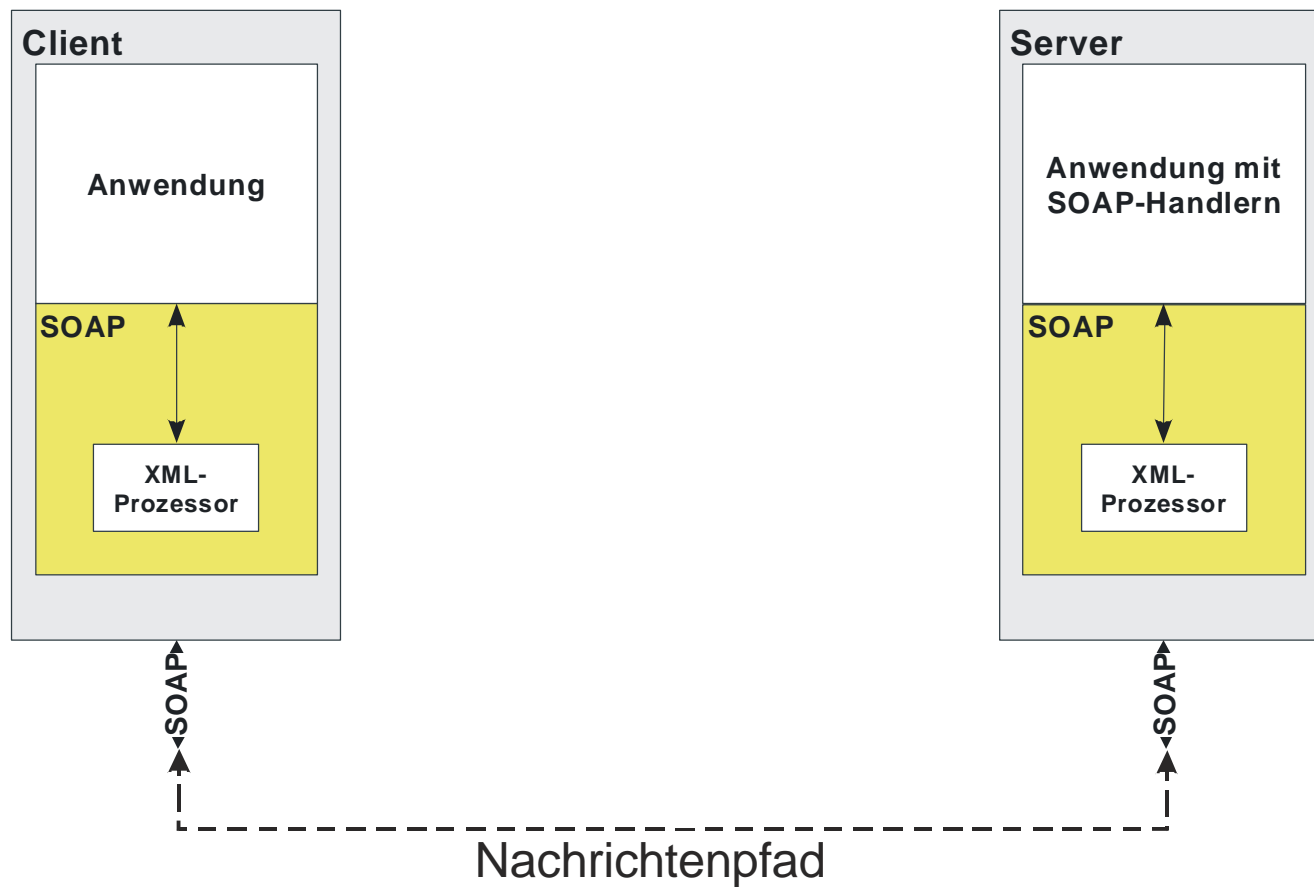 Client
Anwendung
SOAP
XML-
Prozessor
SOAP
Server
Anwendung mit
SOAP-Handlern
SOAP
XML-
Prozessor
SOAP
Nachrichtenpfad